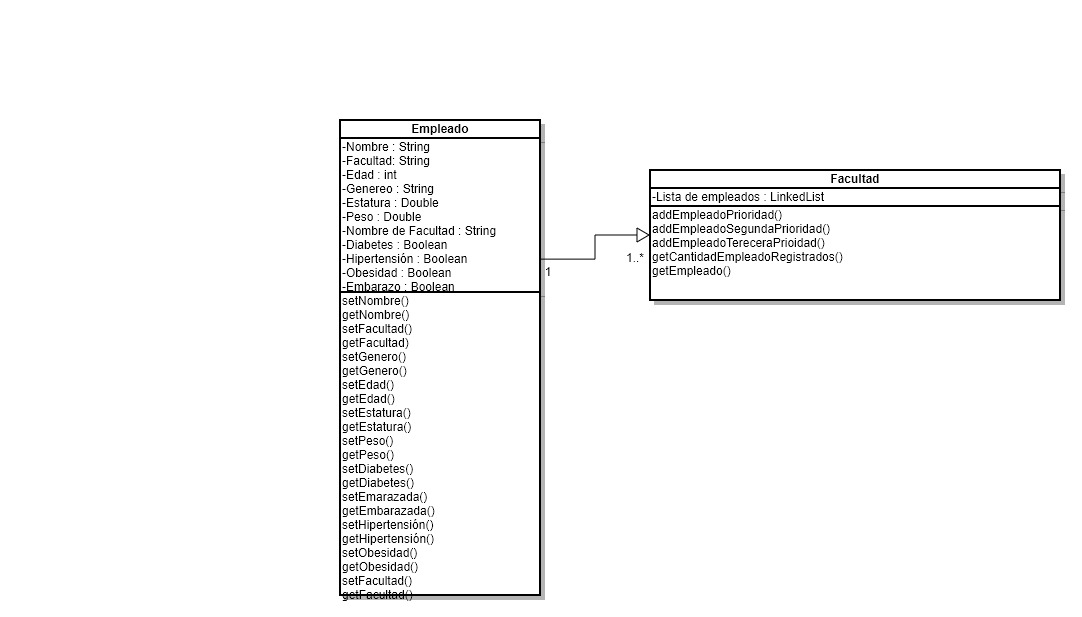 Empleado
-Nombre : String
-Facultad: String
-Edad : int
-Genereo : String
-Estatura : Double
-Peso : Double
-Nombre de Facultad : String
-Diabetes : Boolean
-Hipertensión : Boolean
-Obesidad : Boolean
-Embarazo : Boolean
setNombre()
getNombre()
setFacultad()
getFacultad)
setGenero()
getGenero()
setEdad()
getEdad()
setEstatura()
getEstatura()
setPeso()
getPeso()
setDiabetes()
getDiabetes()
setEmarazada()
getEmbarazada()
setHipertensión()
getHipertensión()
setObesidad()
getObesidad()
setFacultad()
getFacultad()
1
1..*
Facultad
-Lista de empleados : LinkedList
addEmpleadoPrioridad()
addEmpleadoSegundaPrioridad()
addEmpleadoTereceraPrioidad()
getCantidadEmpleadoRegistrados()
getEmpleado()